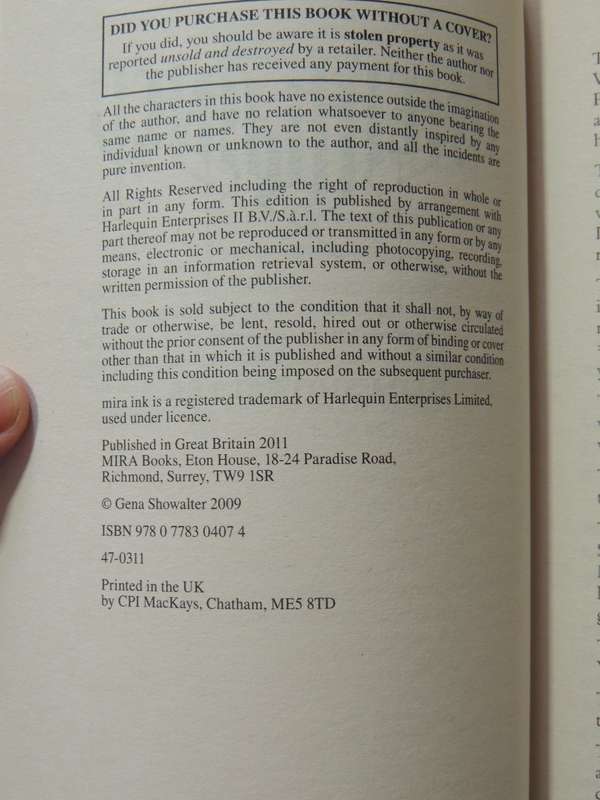 DID YOU PURCHASE THIS BOOK WITHOUT A COVER?
If you did, you should be aware it is stolen property as it was
reported unsold and destroyed by a retailer. Neither the author nor
the publisher has received any payment for this book.
All the characters in this book have no existence outside the imagination
of the author, and have no relation whatsoever to anyone bearing the
same name or names. They are not even distantly inspired by any
individual known or unknown to the author, and all the incidents are
pure invention.
All Rights Reserved including the right of reproduction in whole or
in part in any form. This edition is published by arrangement with
Harlequin Enterprises II B.V./S.à.r.l. The text of this publication or any
part thereof may not be reproduced or transmitted in any form or by any
means, electronic or mechanical, including photocopying, recording,
storage in an information retrieval system, or otherwise, without the
written permission of the publisher.
This book is sold subject to the condition that it shall not, by way of
trade or otherwise, be lent, resold, hired out or otherwise circulated
without the prior consent of the publisher in any form of binding or cover
other than that in which it is published and without a similar condition
including this condition being imposed on the subsequent purchaser.
mira ink is a registered trademark of Harlequin Enterprises Limited,
used under licence.
Published in Great Britain 2011
MIRA Books, Eton House, 18-24 Paradise Road,
Richmond, Surrey, TW9 1SR
© Gena Showalter 2009
ISBN 978 0 7783 0407 4
47-0311
Printed in the UK
by CPI MacKays, Chatham, ME5 8TD